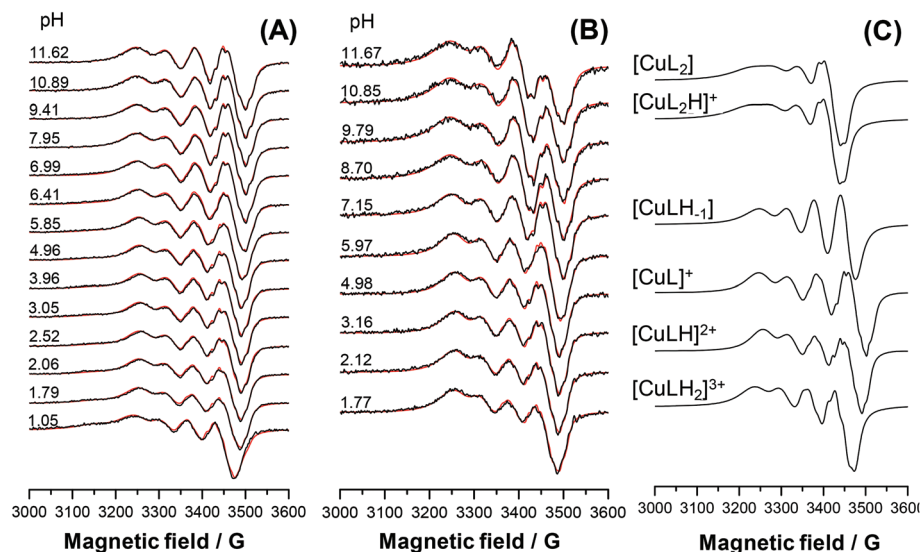 (A)
pH
11.62
10.89
9.41
7.95
6.99
6.41
5.85
4.96
3.96
3.05
2.52
2.06
1.79
1.05
3000 3100 3200 3300 3400 3500 3600
Magnetic field / G
(B)
pH
11.67
10.85
9.79
8.70
7.15
5.97
4.98
3.16
2.12
1.77
3000 3100 3200 3300 3400 3500 3600
Magnetic field / G
(C)
[CuL2]
[CuL2H]+
[CuLH-1]
[CuL]+
[CuLH]2+
[CuLH2]3+
3000 3100 3200 3300 3400 3500 3600
Magnetic field / G